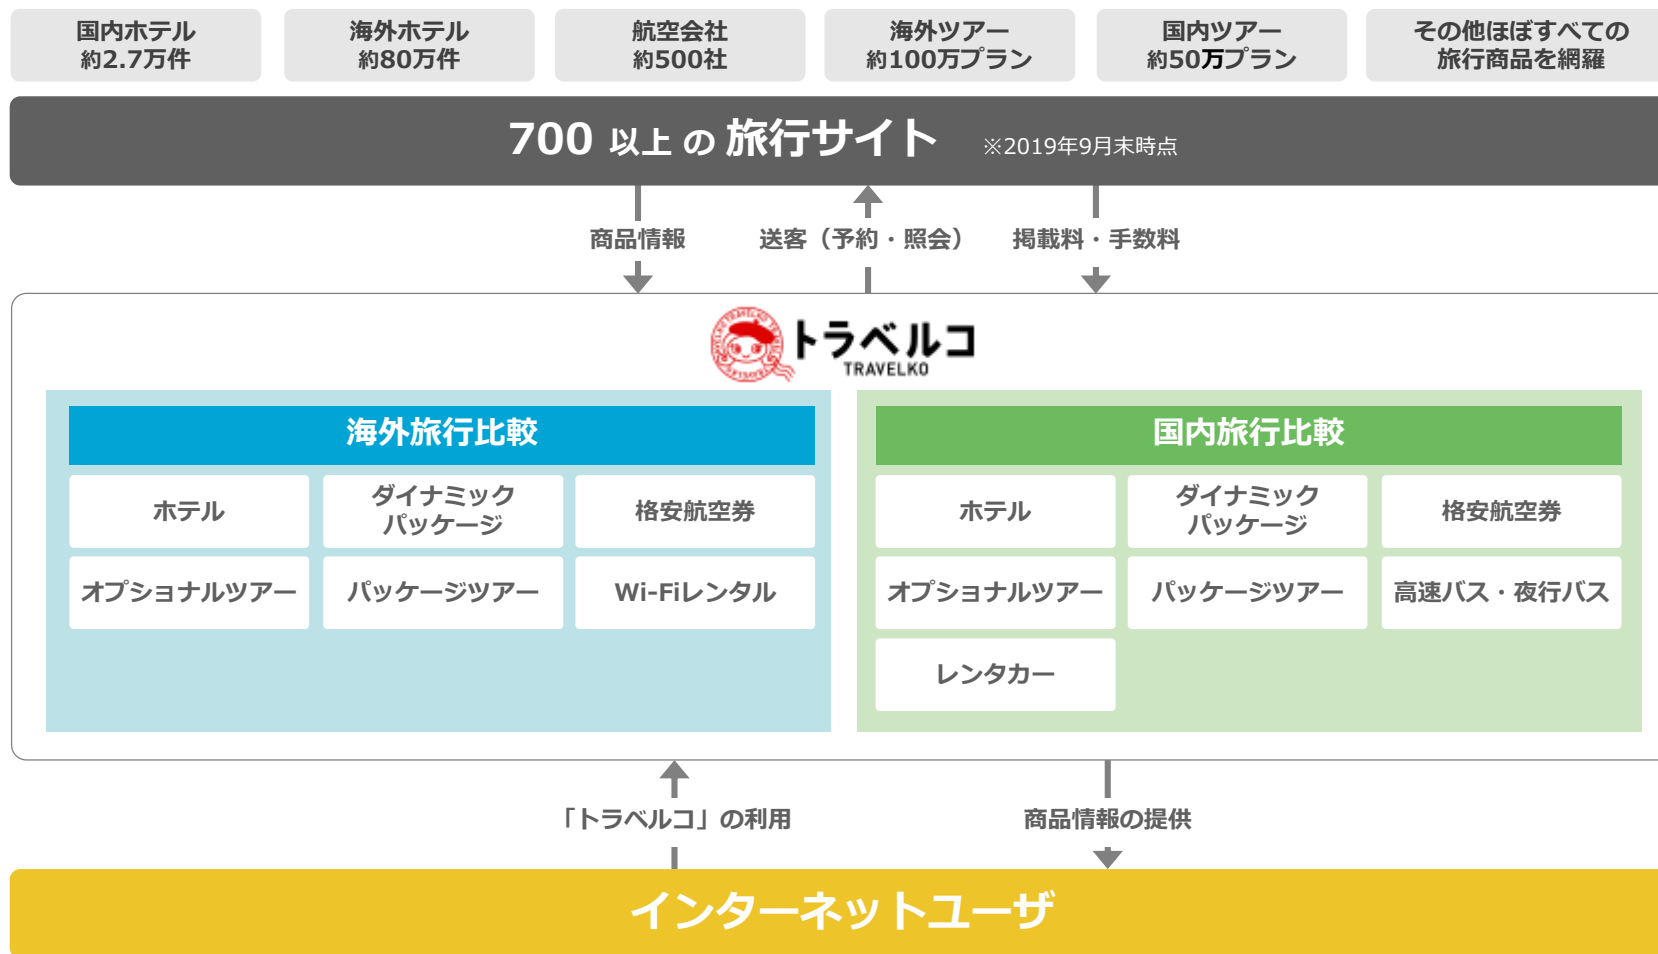 国内ホテル
約2.7万件
海外ホテル
約80万件
航空会社
約500社
海外ツアー
約100万プラン
国内ツアー
約50万プラン
その他ほぼすべての
旅行商品を網羅
700 以上 の 旅行サイト ※2019年9月末時点
商品情報
送客（予約・照会）
掲載料・手数料
トラベルコ
TRAVELKO
海外旅行比較
ホテル
ダイナミック
パッケージ
格安航空券
オプショナルツアー
パッケージツアー
Wi-Fiレンタル
国内旅行比較
ホテル
ダイナミック
パッケージ
格安航空券
オプショナルツアー
パッケージツアー
高速バス・夜行バス
レンタカー
「トラベルコ」の利用
商品情報の提供
インターネットユーザ